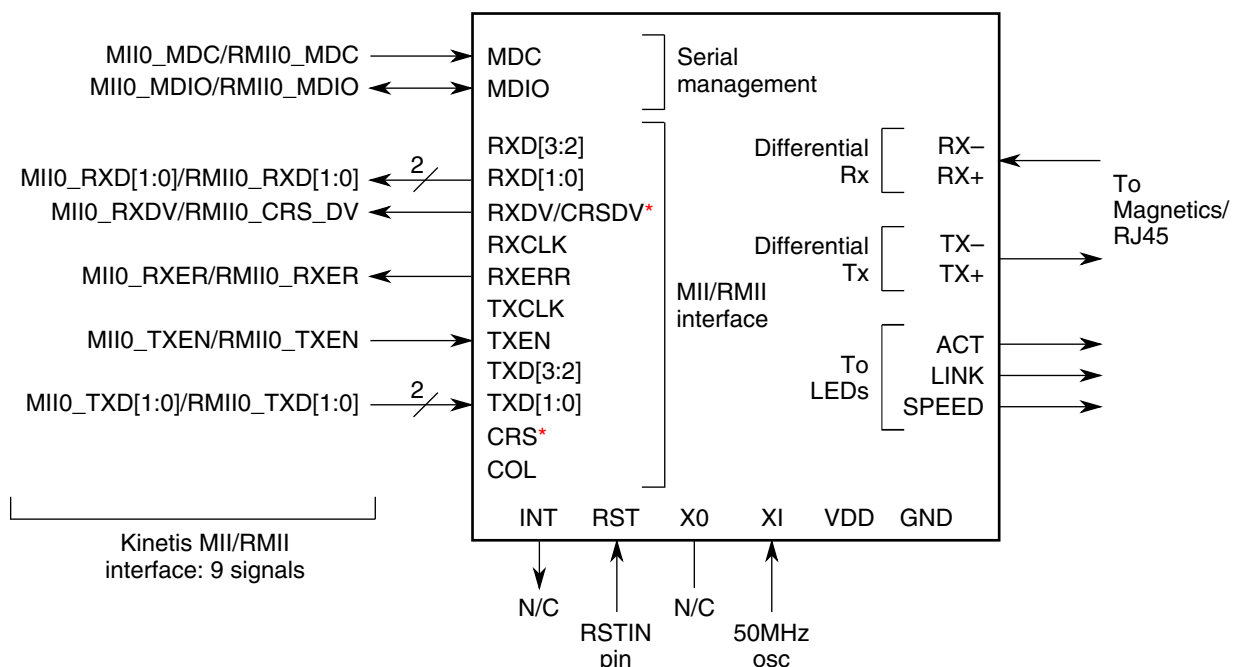 MII0_MDC/RMII0_MDC
MII0_MDIO/RMII0_MDIO
2
MII0_RXD[1:0]/RMII0_RXD[1:0]
MII0_RXDV/RMII0_CRS_DV
MII0_RXER/RMII0_RXER
MII0_TXEN/RMII0_TXEN
2
MII0_TXD[1:0]/RMII0_TXD[1:0]
Kinetis MII/RMII
interface: 9 signals
MDC
MDIO
Serial
management
RXD[3:2]
RXD[1:0]
RXDV/CRSDV*
RXCLK
RXERR
TXCLK
TXEN
TXD[3:2]
TXD[1:0]
CRS*
COL
MII/RMII
interface
Differential
Rx
RX–
RX+
Differential
Tx
TX–
TX+
To
LEDs
ACT
LINK
SPEED
To
Magnetics/
RJ45
INT RST X0 XI VDD GND
N/C
RSTIN
pin
N/C
50MHz
osc